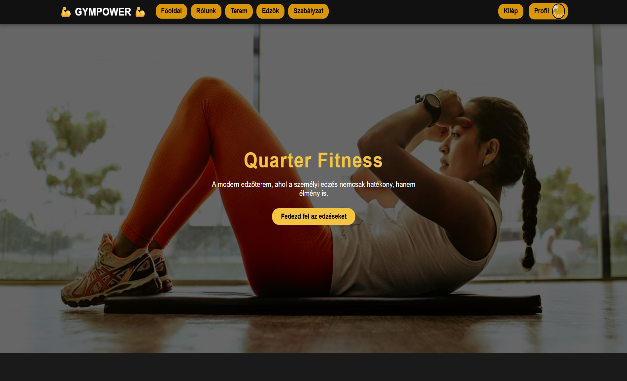 💪 GYMPOWER 💪
Főoldal Rólunk Terem Edzők Szabályzat Kilép Profil
Quarter Fitness
A modern edzőterem, ahol a személyi edzés nemcsak hatékony, hanem
élmény is.
Fedezd fel az edzéseket